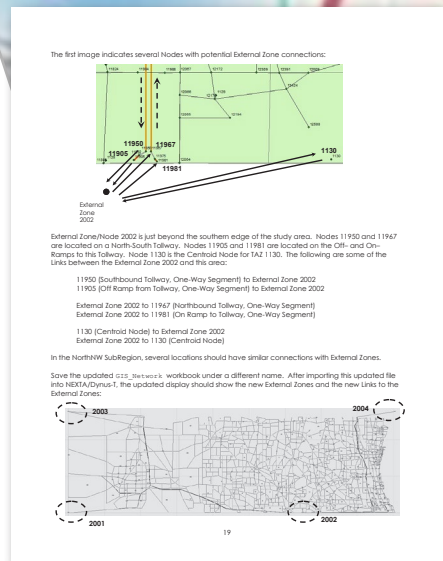 The first image indicates several Nodes with potential External Zone connections:
11950
11967
11905
11981
1130
External
Zone
2002
External Zone/Node 2002 is just beyond the southern edge of the study area. Nodes 11950 and 11967
are located on a North-South Tollway. Nodes 11905 and 11981 are located on the Off– and On–
Ramps to this Tollway. Node 1130 is the Centroid Node for TAZ 1130. The following are some of the
Links between the External Zone 2002 and this area:
11950 (Southbound Tollway, One-Way Segment) to External 2002
11905 (Off Ramp from Tollway, One-Way Segment) to External 2002
External Zone 2002 to 11967 (Northbound Tollway, One-Way Segment)
External Zone 2002 to 11981 (On Ramp to Tollway, One-Way Segment)
1130 (Centroid Node) to External 2002
External Zone 2002 to 1130 (Centroid Node)
In the NorthNW SubRegion, several locations should have similar connections with External Zones.
Save the updated GIS_Network workbook under a different name. After importing this updated file
into NEXTA/Dynus-T, the updated display should show the new External Zones and the new Links to the
External Zones:
2003
2004
2001
2002
19